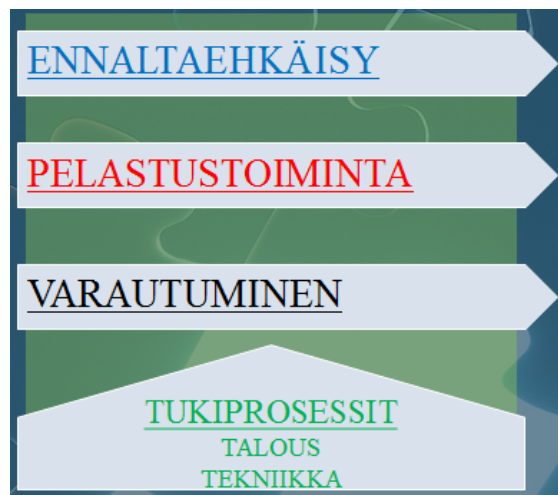 ENNALTAEHKÄISY
PELASTUSTOIMINTA
VARAUTUMINEN
TUKIPROSESSIT
TALOUS
TEKNIIKKA